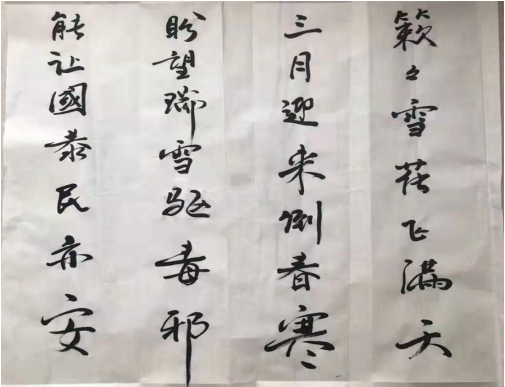 簌々雪花飞满天
三月迎来倒春寒
盼望瑞雪驱毒邪
能让國泰民亦安